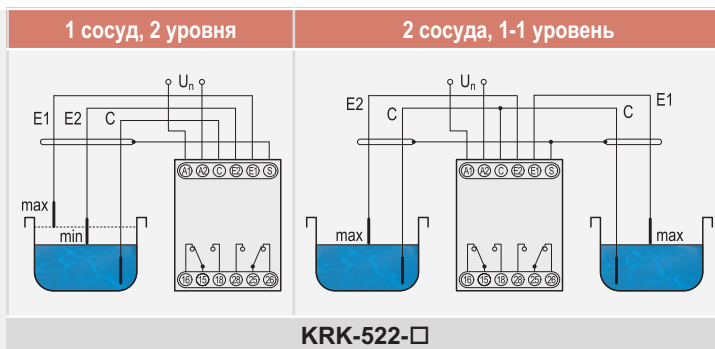 1 сосуд, 2 уровня
2 сосуда, 1-1 уровень
Un
E1 E2 C
A1 A2 C E2 E1 S
max
min
16 15 18 28 25 26
Un
E2
C
C
E1
A1 A2 C E2 E1 S
max
max
16 15 18 28 25 26
KRK-522-□